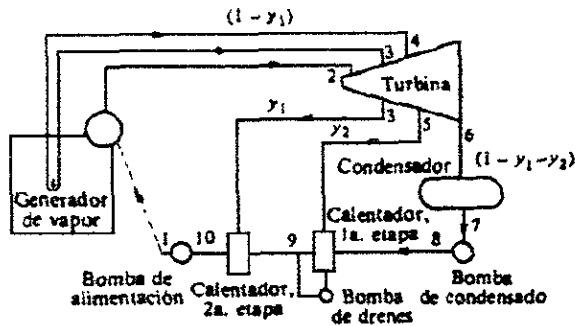 (1 − y₁)
4
3
2
Turbina
3
y₁
5
y₂
6
Condensador
(1 − y₁ − y₂)
Generador
de vapor
Calentador,
1a. etapa
7
1
10
9
8
Bomba de
alimentación
Calentador,
2a. etapa
Bomba
de drenes
Bomba
de condensado